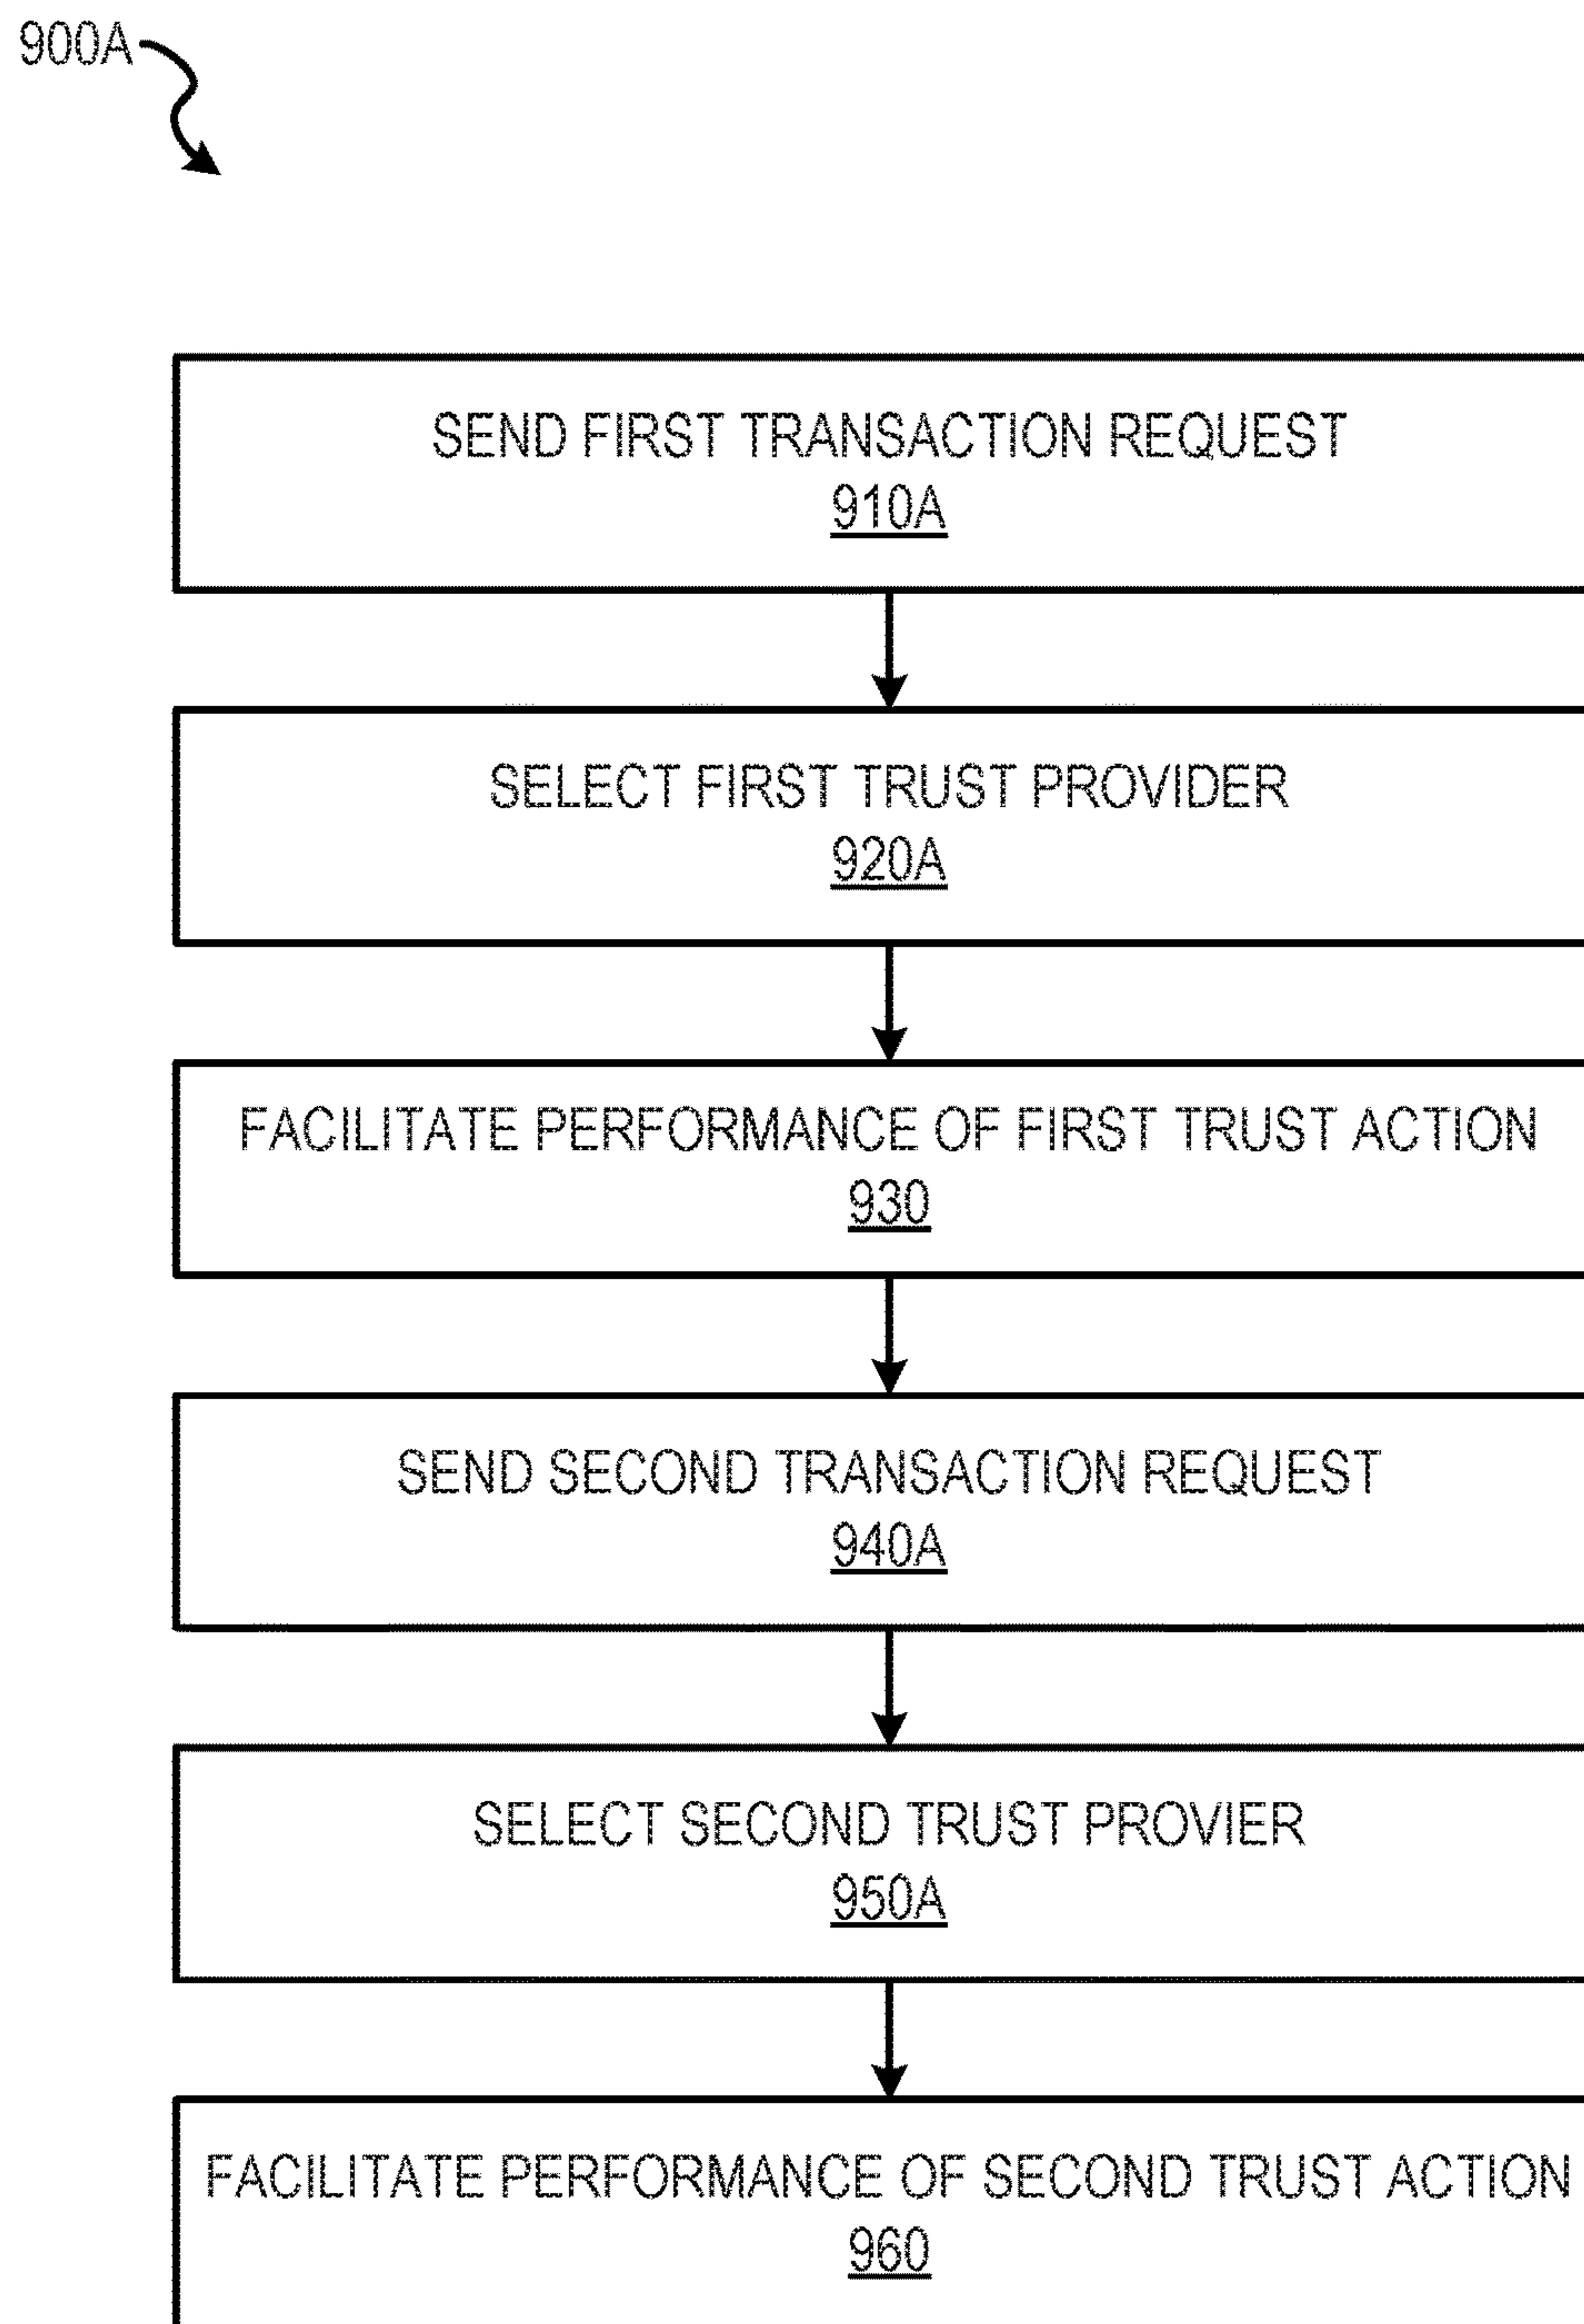 900A
SEND FIRST TRANSACTION REQUEST
910A
SELECT FIRST TRUST PROVIDER
920A
FACILITATE PERFORMANCE OF FIRST TRUST ACTION
930
SEND SECOND TRANSACTION REQUEST
940A
SELECT SECOND TRUST PROVIER
950A
FACILITATE PERFORMANCE OF SECOND TRUST ACTION
960